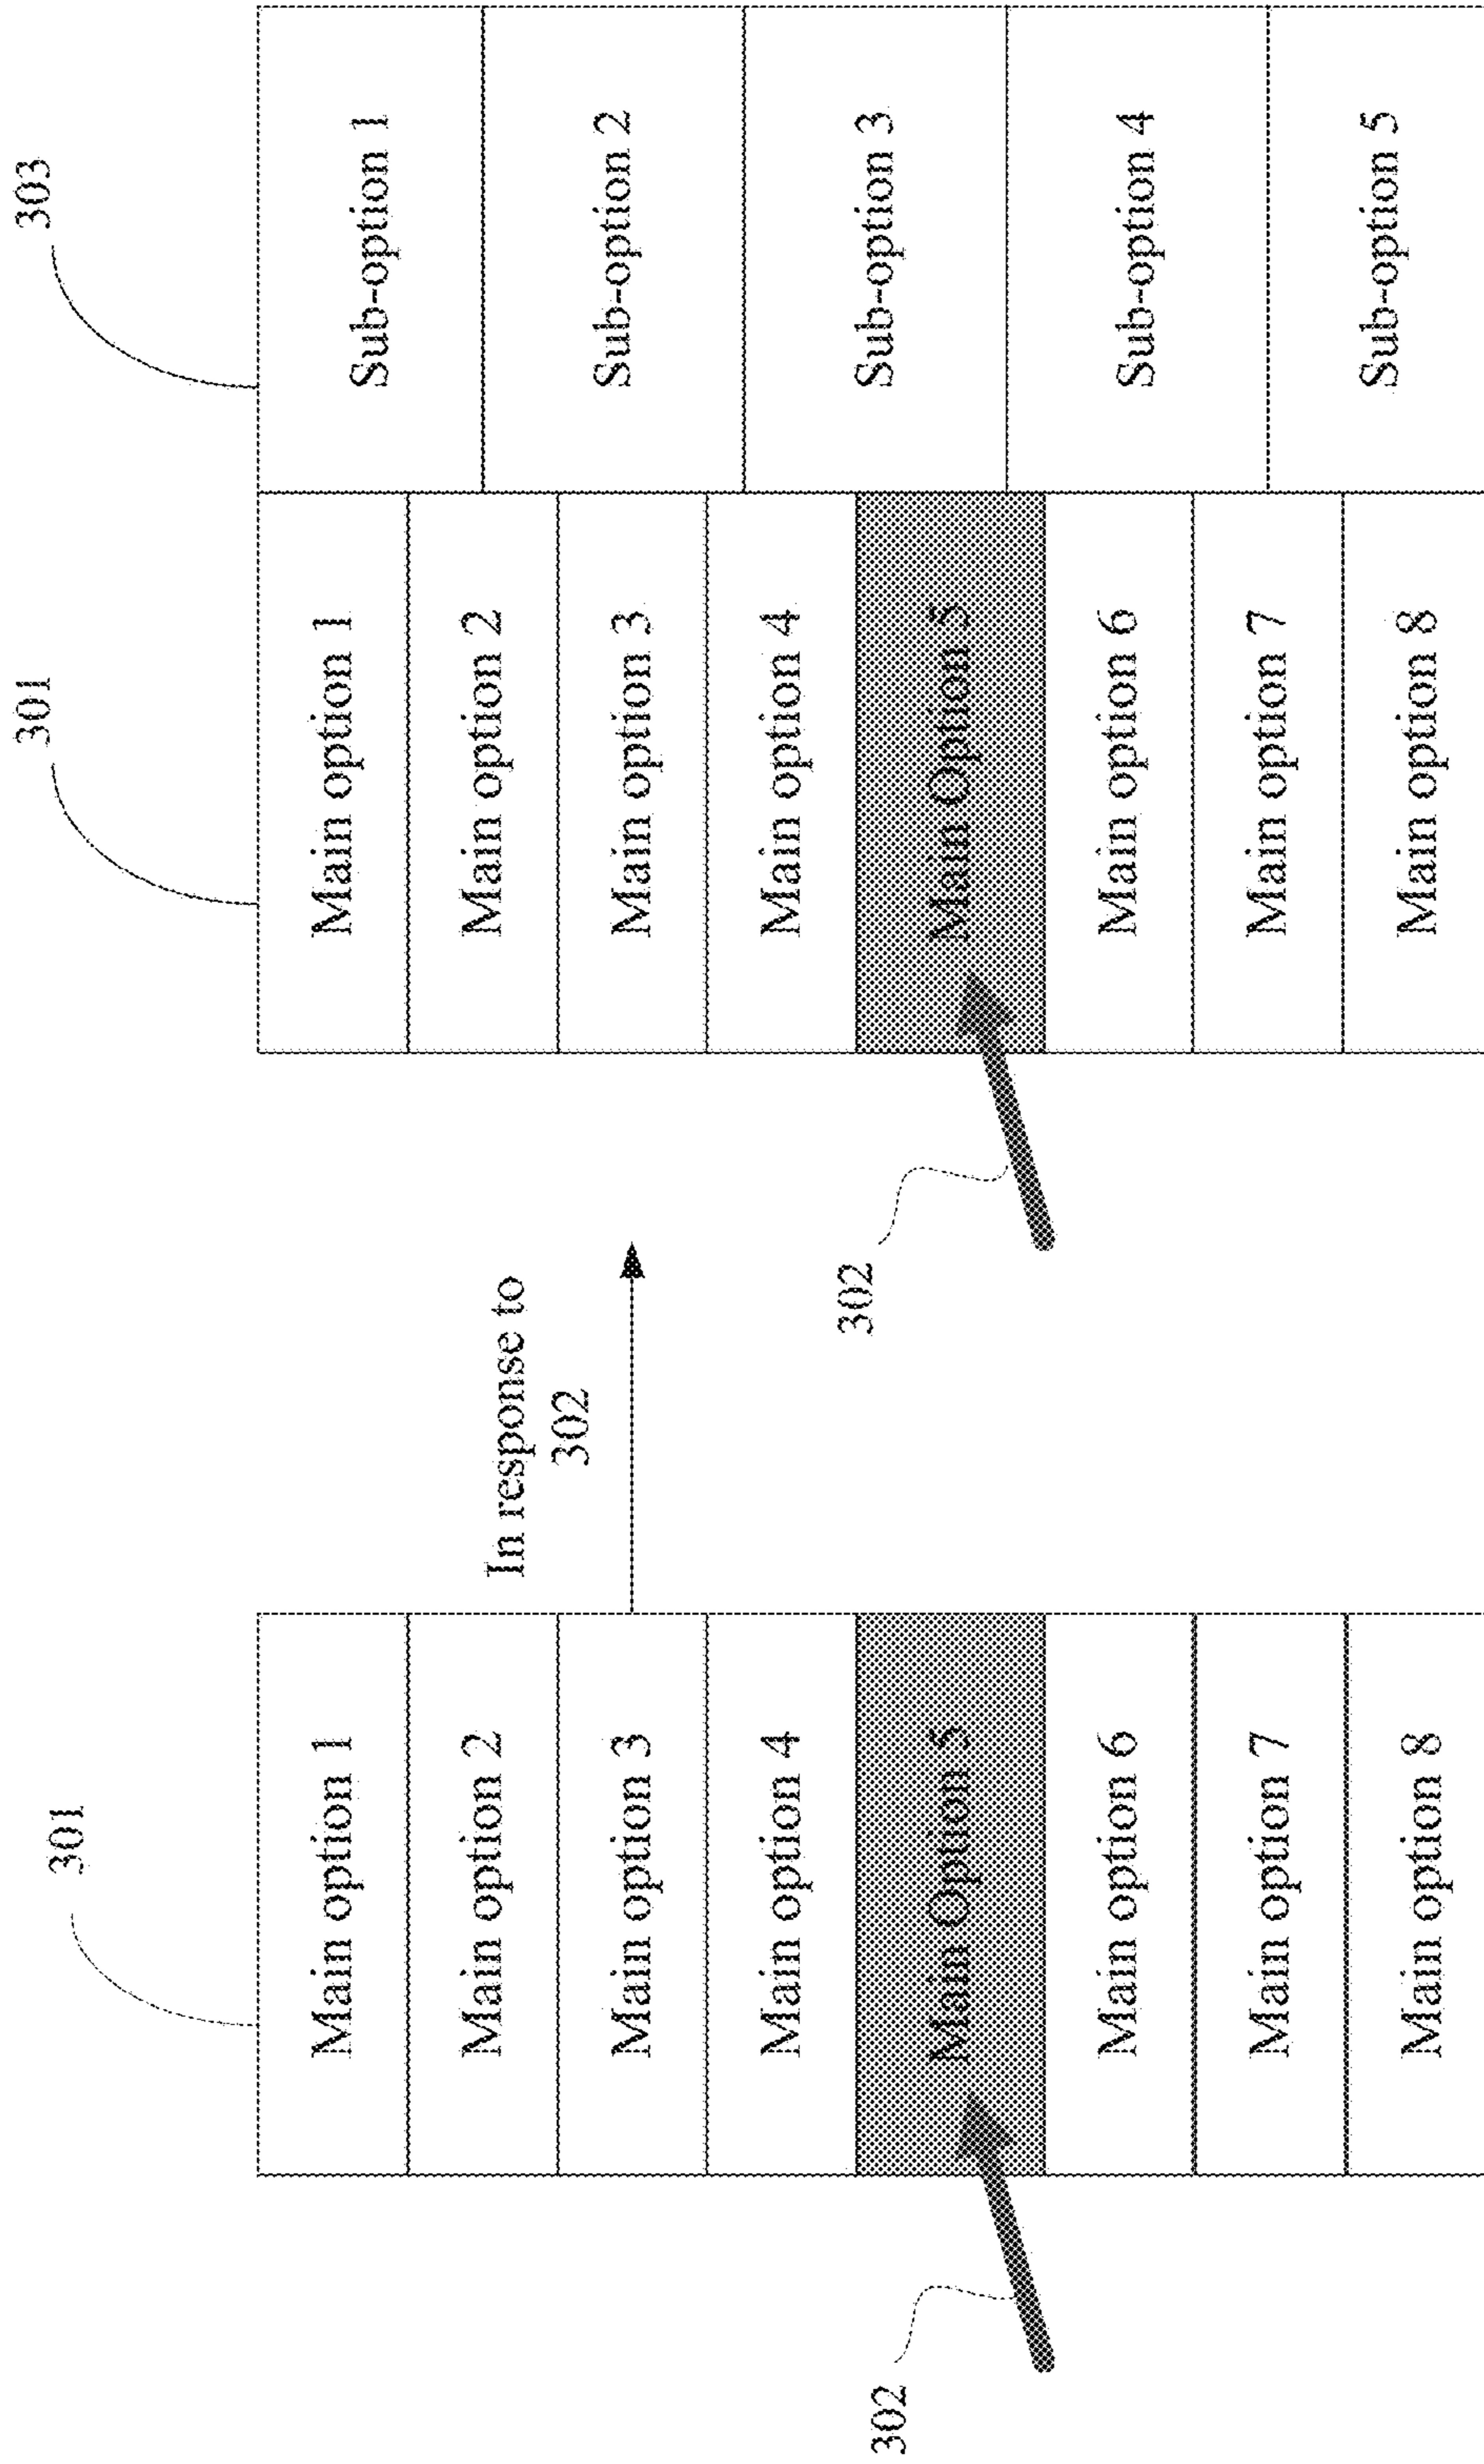 301
Main option 1
Main option 2
Main option 3
Main option 4
Main Option 5
Main option 6
Main option 7
Main option 8
302
In response to
302
301
Main option 1
Main option 2
Main option 3
Main option 4
Main Option 5
Main option 6
Main option 7
Main option 8
302
303
Sub-option 1
Sub-option 2
Sub-option 3
Sub-option 4
Sub-option 5